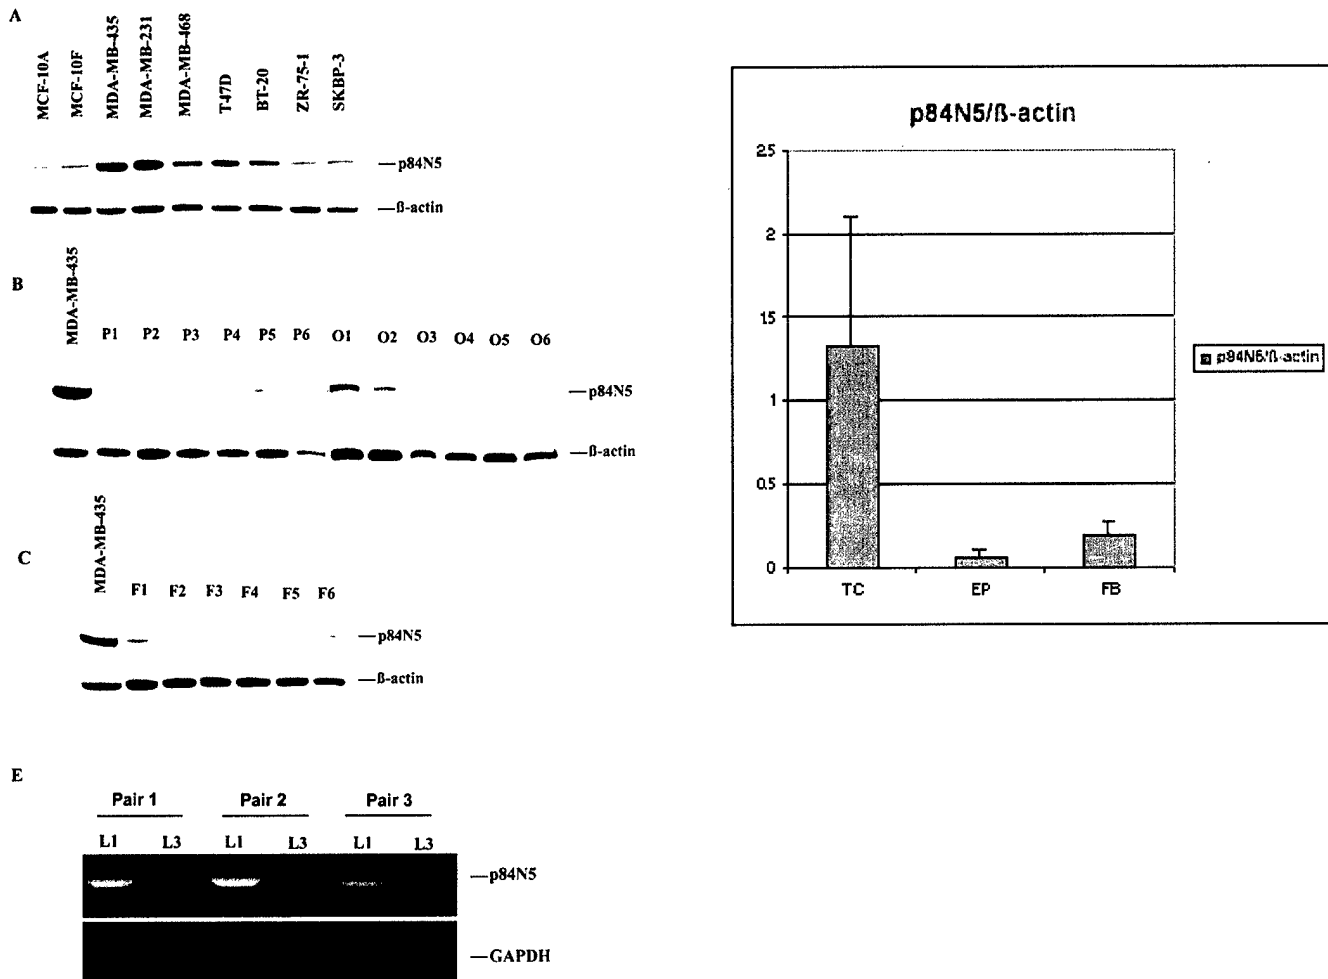 A
MCF-10A MCF-10F MDA-MB-435 MDA-MB-231 MDA-MB-468 T47D BT-20 ZR-75-1 SKBP-3
p84N5
ß-actin
B
MDA-MB-435 P1 P2 P3 P4 P5 P6 O1 O2 O3 O4 O5 O6
p84N5
ß-actin
C
MDA-MB-435 F1 F2 F3 F4 F5 F6
p84N5
ß-actin
p84N5/ß-actin
2.5
2
1.5
1
0.5
0
TC EP FB
p84N5/ß-actin
E
Pair 1 Pair 2 Pair 3
L1 L3 L1 L3 L1 L3
p84N5
GAPDH